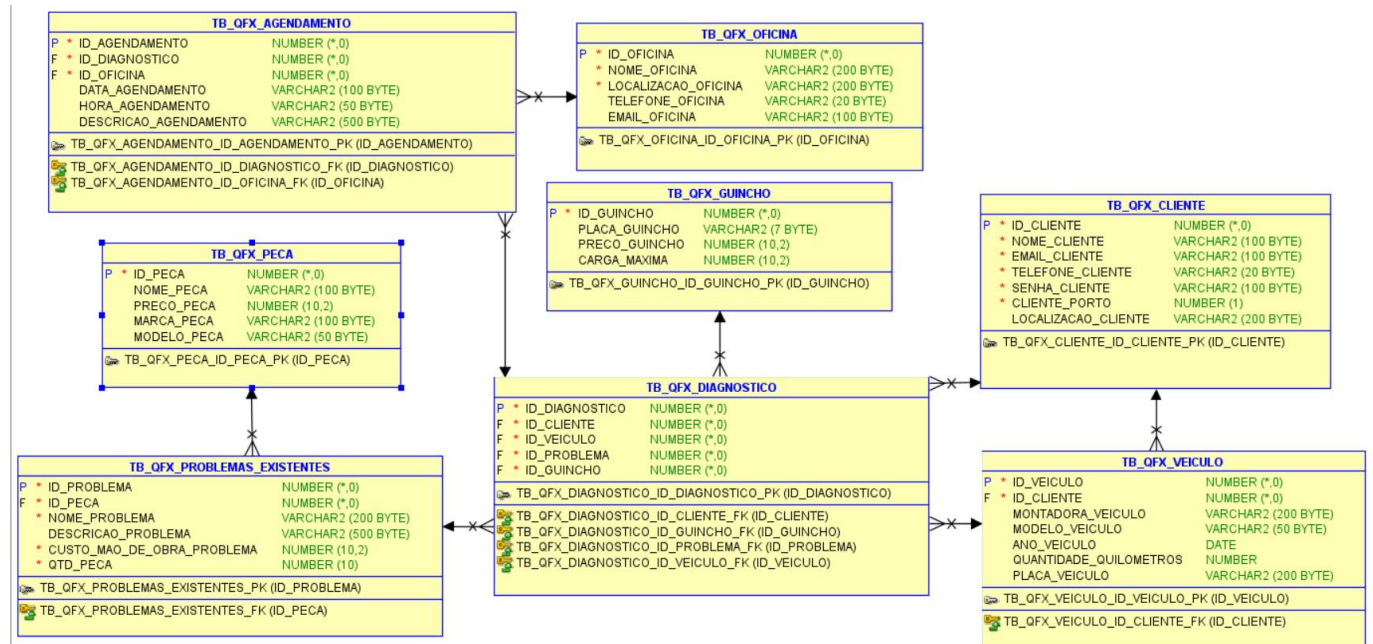 TB_QFX_AGENDAMENTO
P * ID_AGENDAMENTO NUMBER (*,0)
F * ID_DIAGNOSTICO NUMBER (*,0)
F * ID_OFICINA NUMBER (*,0)
DATA_AGENDAMENTO VARCHAR2 (100 BYTE)
HORA_AGENDAMENTO VARCHAR2 (50 BYTE)
DESCRICAO_AGENDAMENTO VARCHAR2 (500 BYTE)
TB_QFX_AGENDAMENTO_ID_AGENDAMENTO_PK (ID_AGENDAMENTO)
TB_QFX_AGENDAMENTO_ID_DIAGNOSTICO_FK (ID_DIAGNOSTICO)
TB_QFX_AGENDAMENTO_ID_OFICINA_FK (ID_OFICINA)
TB_QFX_OFICINA
P * ID_OFICINA NUMBER (*,0)
* NOME_OFICINA VARCHAR2 (200 BYTE)
* LOCALIZACAO_OFICINA VARCHAR2 (200 BYTE)
TELEFONE_OFICINA VARCHAR2 (20 BYTE)
EMAIL_OFICINA VARCHAR2 (100 BYTE)
TB_QFX_OFICINA_ID_OFICINA_PK (ID_OFICINA)
TB_QFX_GUINCHO
P * ID_GUINCHO NUMBER (*,0)
PLACA_GUINCHO VARCHAR2 (7 BYTE)
PRECO_GUINCHO NUMBER (10,2)
CARGA_MAXIMA NUMBER (10,2)
TB_QFX_GUINCHO_ID_GUINCHO_PK (ID_GUINCHO)
TB_QFX_CLIENTE
P * ID_CLIENTE NUMBER (*,0)
* NOME_CLIENTE VARCHAR2 (100 BYTE)
* EMAIL_CLIENTE VARCHAR2 (100 BYTE)
* TELEFONE_CLIENTE VARCHAR2 (20 BYTE)
* SENHA_CLIENTE VARCHAR2 (100 BYTE)
* CLIENTE_PORTO NUMBER (1)
LOCALIZACAO_CLIENTE VARCHAR2 (200 BYTE)
TB_QFX_CLIENTE_ID_CLIENTE_PK (ID_CLIENTE)
TB_QFX_PECA
P * ID_PECA NUMBER (*,0)
NOME_PECA VARCHAR2 (100 BYTE)
PRECO_PECA NUMBER (10,2)
MARCA_PECA VARCHAR2 (100 BYTE)
MODELO_PECA VARCHAR2 (50 BYTE)
TB_QFX_PECA_ID_PECA_PK (ID_PECA)
TB_QFX_DIAGNOSTICO
P * ID_DIAGNOSTICO NUMBER (*,0)
F * ID_CLIENTE NUMBER (*,0)
F * ID_VEICULO NUMBER (*,0)
F * ID_PROBLEMA NUMBER (*,0)
F * ID_GUINCHO NUMBER (*,0)
TB_QFX_DIAGNOSTICO_ID_DIAGNOSTICO_PK (ID_DIAGNOSTICO)
TB_QFX_DIAGNOSTICO_ID_CLIENTE_FK (ID_CLIENTE)
TB_QFX_DIAGNOSTICO_ID_GUINCHO_FK (ID_GUINCHO)
TB_QFX_DIAGNOSTICO_ID_PROBLEMA_FK (ID_PROBLEMA)
TB_QFX_DIAGNOSTICO_ID_VEICULO_FK (ID_VEICULO)
TB_QFX_PROBLEMAS_EXISTENTES
P * ID_PROBLEMA NUMBER (*,0)
F ID_PECA NUMBER (*,0)
* NOME_PROBLEMA VARCHAR2 (200 BYTE)
DESCRICAO_PROBLEMA VARCHAR2 (500 BYTE)
* CUSTO_MAO_DE_OBRA_PROBLEMA NUMBER (10,2)
* QTD_PECA NUMBER (10)
TB_QFX_PROBLEMAS_EXISTENTES_PK (ID_PROBLEMA)
TB_QFX_PROBLEMAS_EXISTENTES_FK (ID_PECA)
TB_QFX_VEICULO
P * ID_VEICULO NUMBER (*,0)
F * ID_CLIENTE NUMBER (*,0)
MONTADORA_VEICULO VARCHAR2 (200 BYTE)
MODELO_VEICULO VARCHAR2 (50 BYTE)
ANO_VEICULO DATE
QUANTIDADE_QUILOMETROS NUMBER
PLACA_VEICULO VARCHAR2 (200 BYTE)
TB_QFX_VEICULO_ID_VEICULO_PK (ID_VEICULO)
TB_QFX_VEICULO_ID_CLIENTE_FK (ID_CLIENTE)